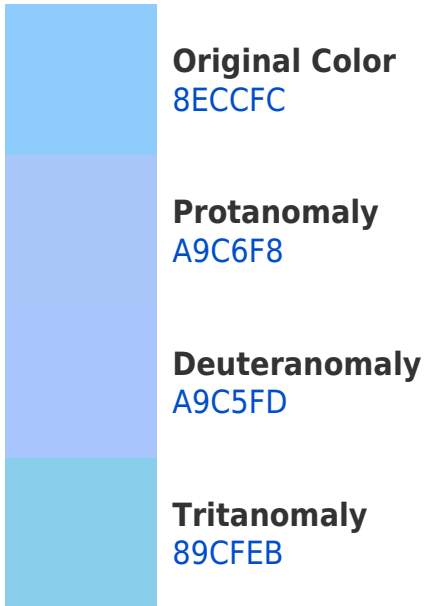 Original Color
8ECCFC
Protanomaly
A9C6F8
Deuteranomaly
A9C5FD
Tritanomaly
89CFEB